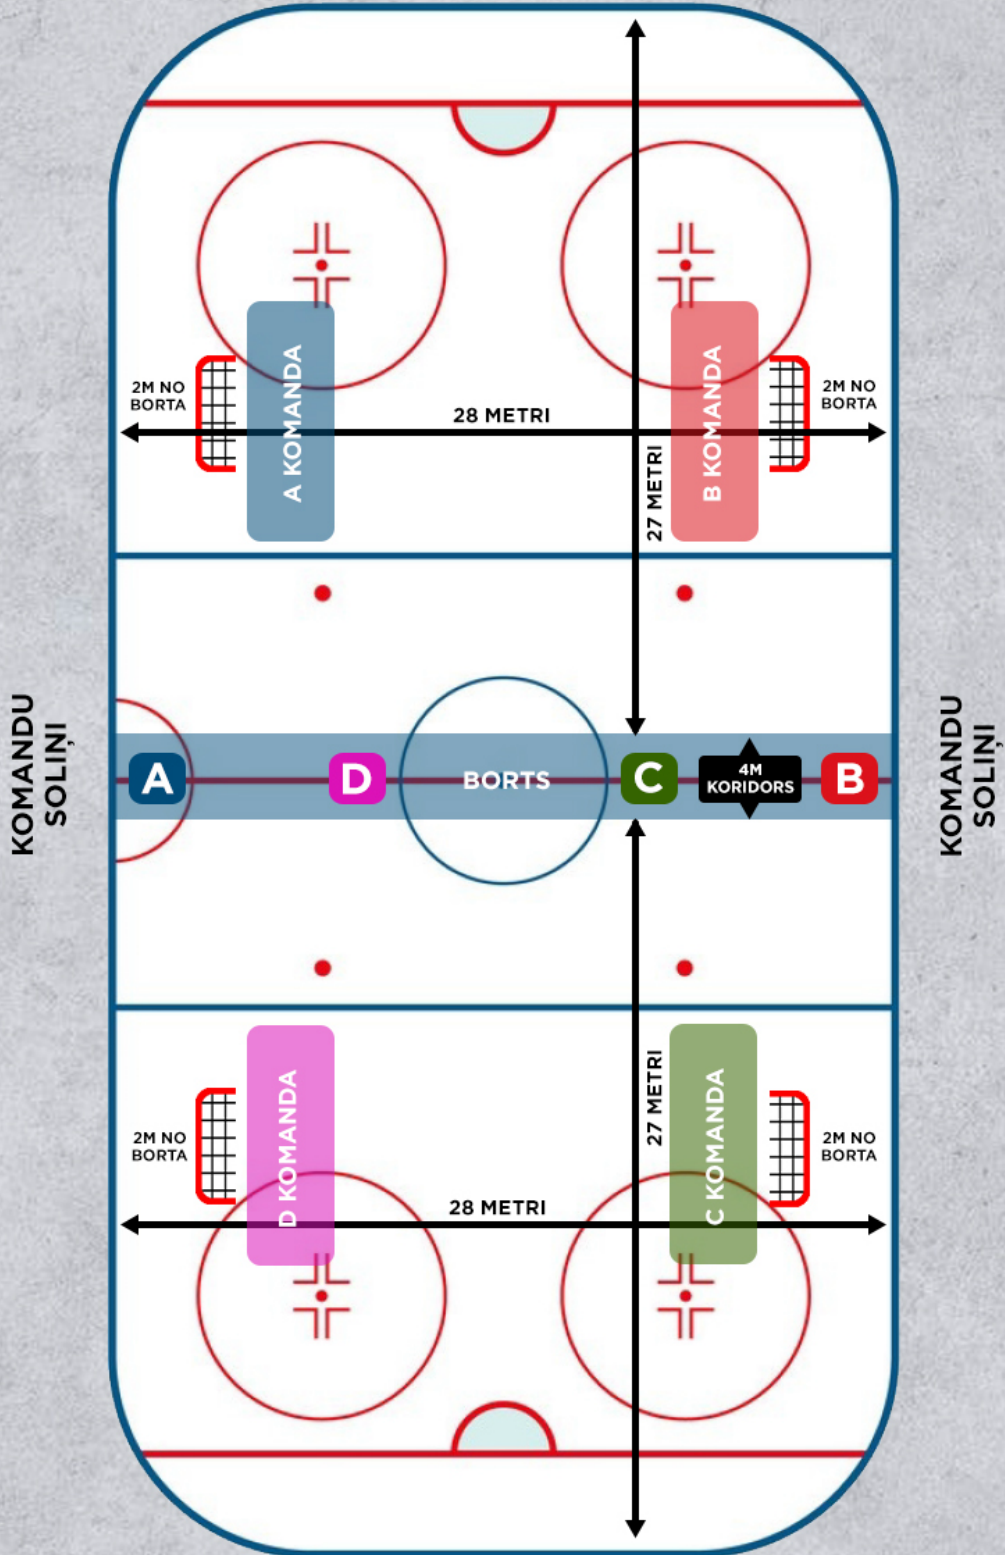 2M NO
BORTA
A KOMANDA
28 METRI
27 METRI
B KOMANDA
2M NO
BORTA
KOMANDU
SOLIŅI
A
D
BORTS
C
4M
KORIDORS
B
KOMANDU
SOLIŅI
2M NO
BORTA
D KOMANDA
28 METRI
27 METRI
C KOMANDA
2M NO
BORTA